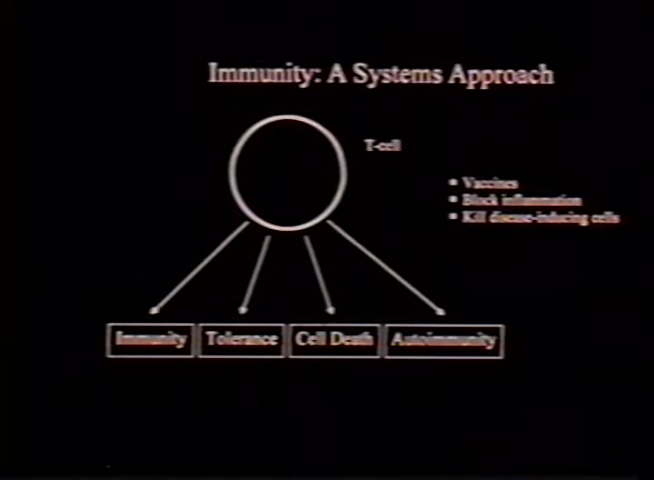 Immunity: A Systems Approach
T-cell
• Vaccines
• Block inflammation
• Kill disease-inducing cells
Immunity
Tolerance
Cell Death
Autoimmunity